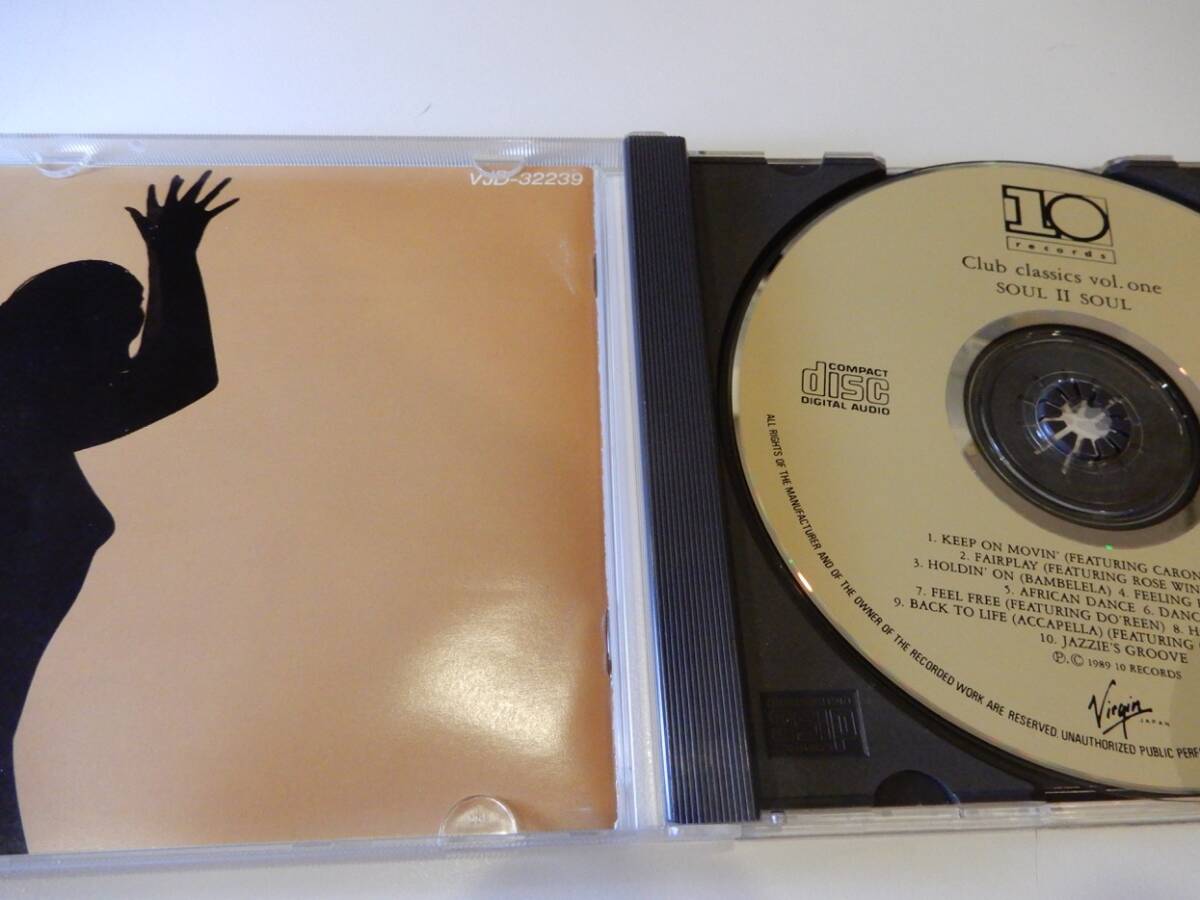 VJD-32239
10
records
Club classics vol. one
SOUL II SOUL
COMPACT
disc
DIGITAL AUDIO
1. KEEP ON MOVIN' (FEATURING CARON
2. FAIRPLAY (FEATURING ROSE WIN
3. HOLDIN' ON (BAMBELELA) 4. FEELING
5. AFRICAN DANCE 6. DANC
7. FEEL FREE (FEATURING DO'REEN) 8. H
9. BACK TO LIFE (ACCAPELLA) (FEATURING
10. JAZZIE'S GROOVE
℗,© 1989 10 RECORDS
Virgin
JAPAN
ALL RIGHTS OF THE MANUFACTURER AND OF THE OWNER OF THE RECORDED WORK ARE RESERVED. UNAUTHORIZED PUBLIC PERF